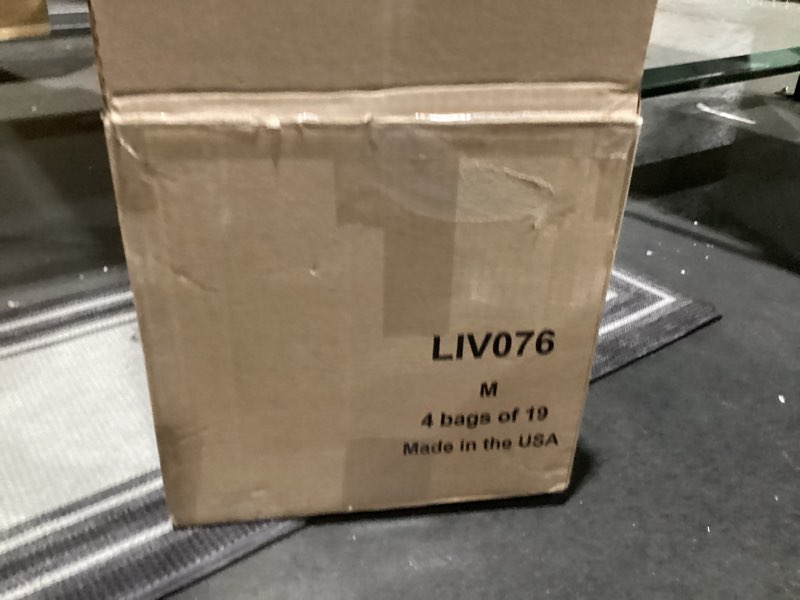 LIV076
M
4 bags of 19
Made in the USA